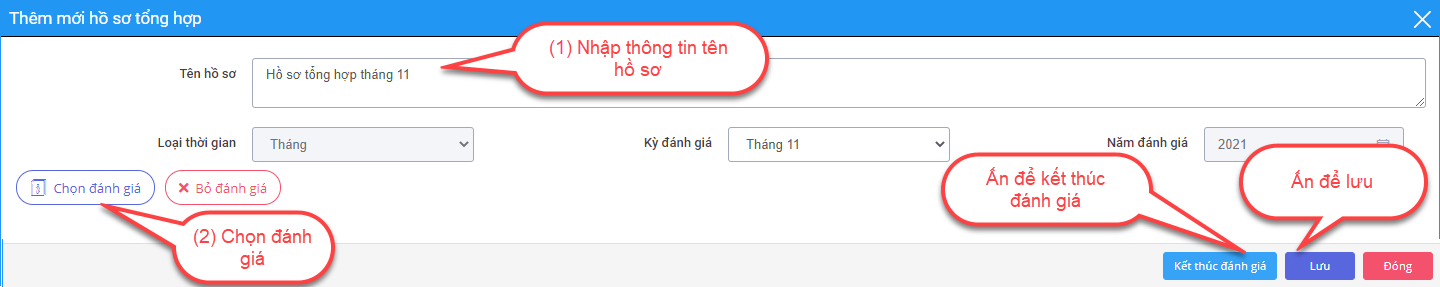 Thêm mới hồ sơ tổng hợp
(1) Nhập thông tin tên
hồ sơ
Tên hồ sơ
Hồ sơ tổng hợp tháng 11
Loại thời gian
Tháng
Kỳ đánh giá
Tháng 11
Năm đánh giá
2021
Chọn đánh giá
Bỏ đánh giá
Ấn để kết thúc
đánh giá
Ấn để lưu
(2) Chọn đánh
giá
Kết thúc đánh giá
Lưu
Đóng